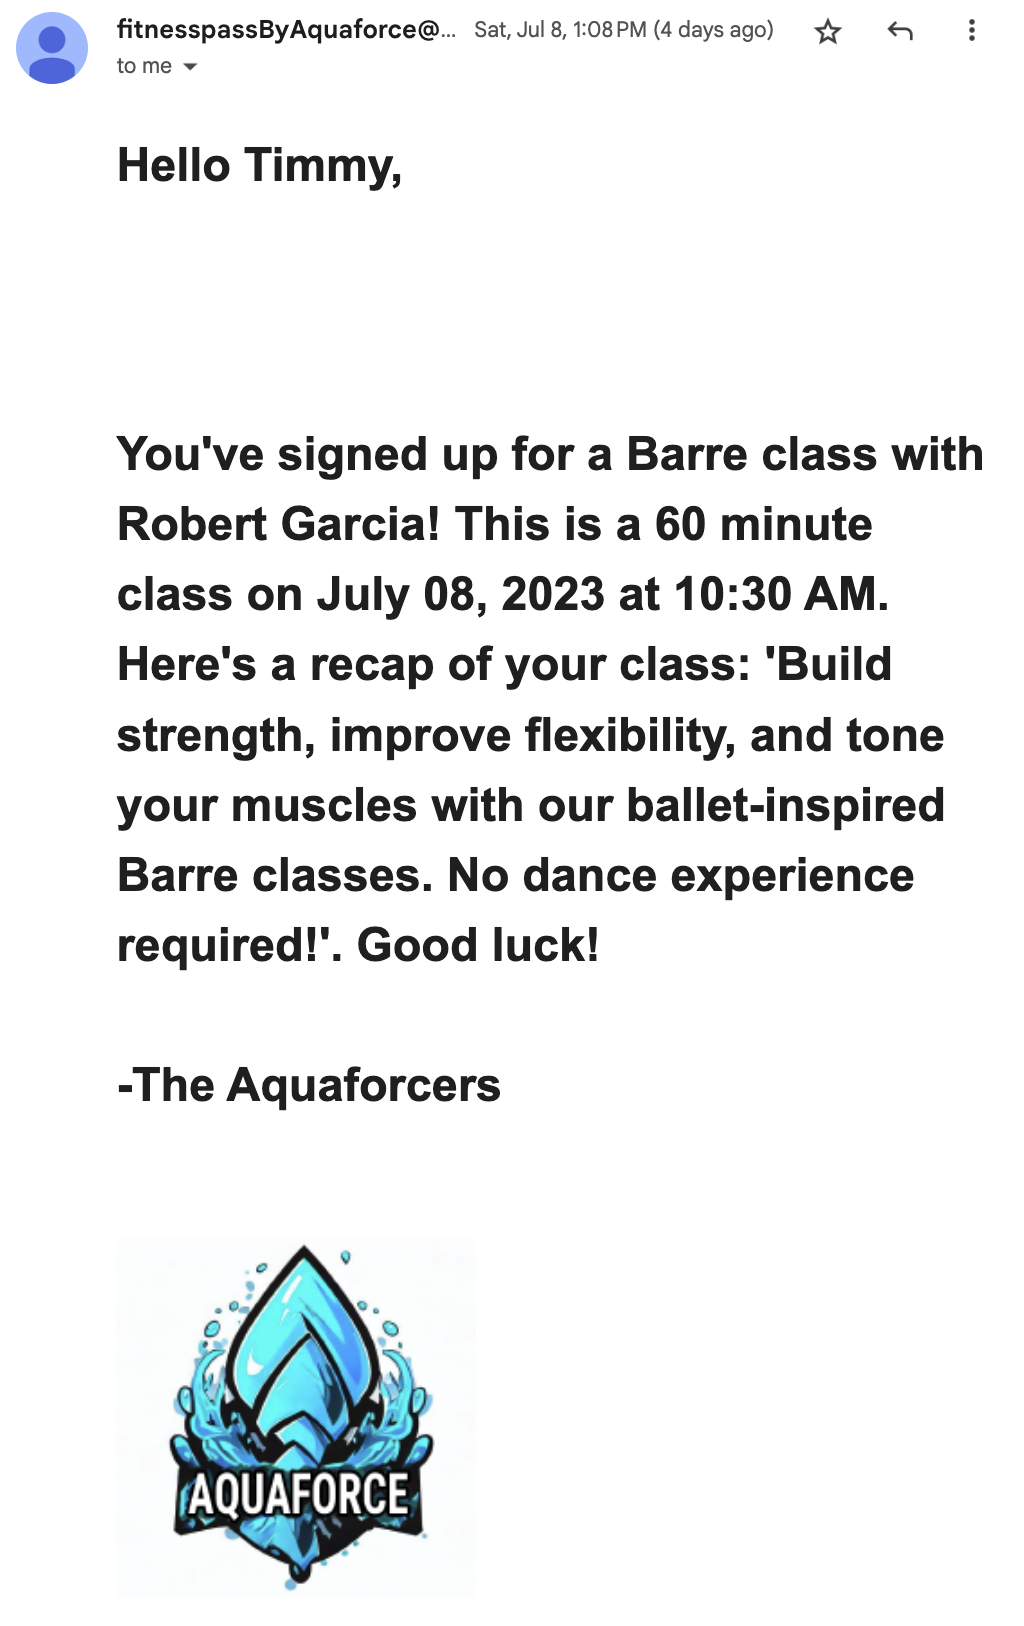 fitnesspassByAquaforce@... Sat, Jul 8, 1:08 PM (4 days ago)
to me
Hello Timmy,
You've signed up for a Barre class with
Robert Garcia! This is a 60 minute
class on July 08, 2023 at 10:30 AM.
Here's a recap of your class: 'Build
strength, improve flexibility, and tone
your muscles with our ballet-inspired
Barre classes. No dance experience
required!'. Good luck!
-The Aquaforcers
AQUAFORCE